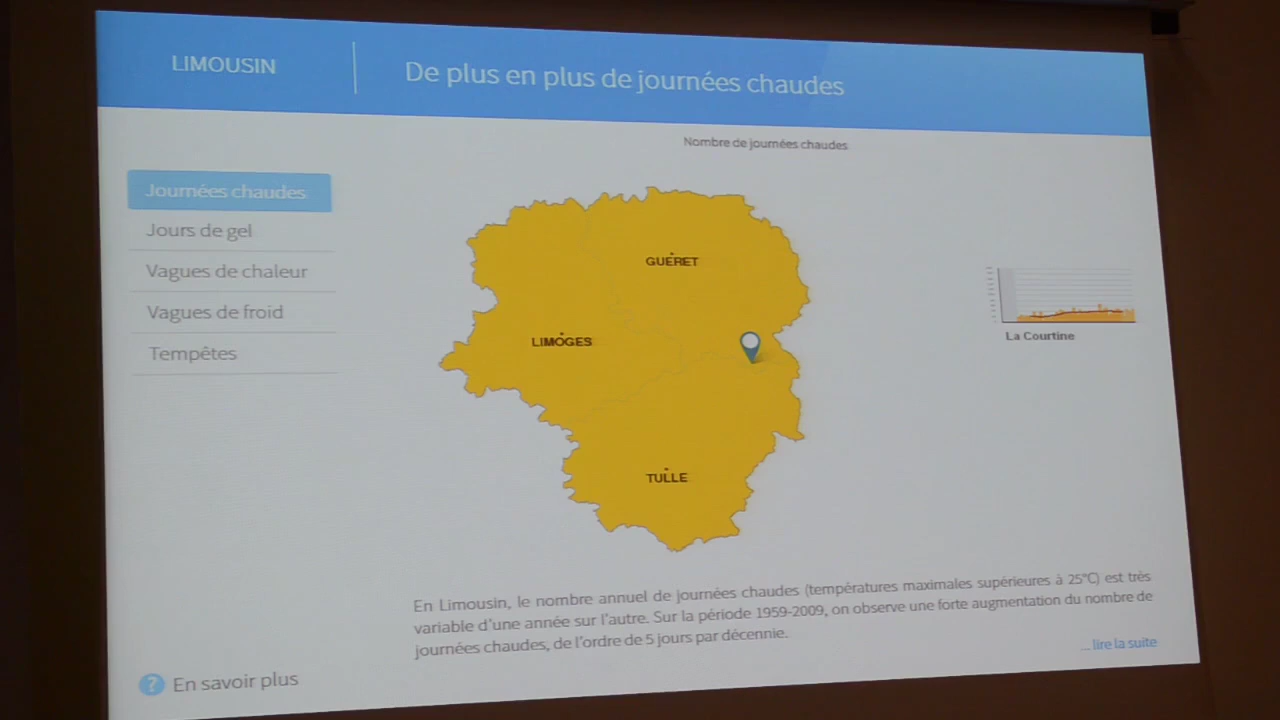 LIMOUSIN
De plus en plus de journées chaudes
Nombre de journées chaudes
Journées chaudes
Jours de gel
Vagues de chaleur
Vagues de froid
Tempêtes
GUÉRET
LIMOGES
TULLE
La Courtine
En Limousin, le nombre annuel de journées chaudes (températures maximales supérieures à 25°C) est très
variable d'une année sur l'autre. Sur la période 1959-2009, on observe une forte augmentation du nombre de
journées chaudes, de l'ordre de 5 jours par décennie.
... lire la suite
? En savoir plus